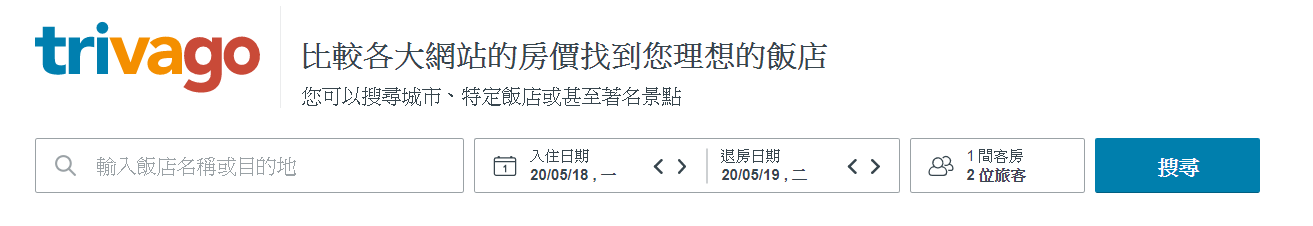 trivago
比較各大網站的房價找到您理想的飯店
您可以搜尋城市、特定飯店或甚至著名景點
輸入飯店名稱或目的地
1
入住日期
20/05/18 , 一
退房日期
20/05/19 , 二
1 間客房
2 位旅客
搜尋